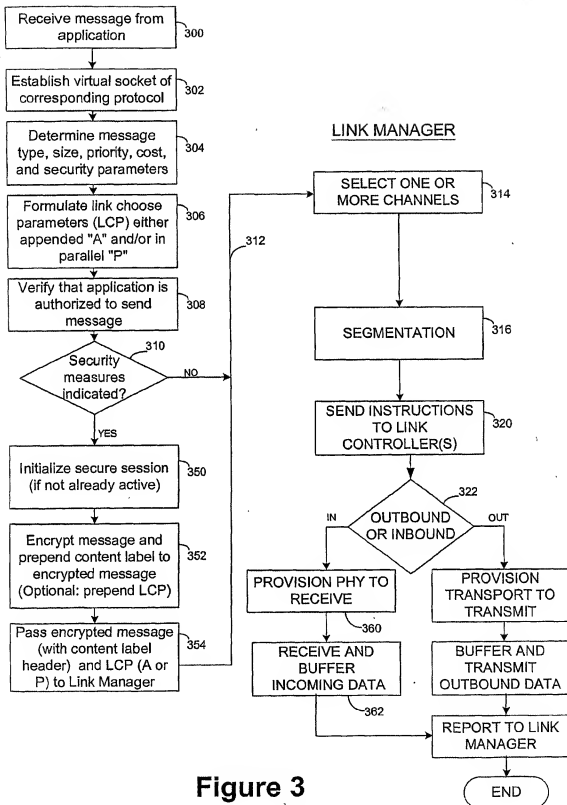 Receive message from
application
300
Establish virtual socket of
corresponding protocol
302
Determine message
type, size, priority, cost,
and security parameters
304
Formulate link choose
parameters (LCP) either
appended "A" and/or in
parallel "P"
306
Verify that application is
authorized to send
message
308
310
Security
measures
indicated?
NO
YES
312
Initialize secure session
(if not already active)
350
Encrypt message and
prepend content label to
encrypted message
(Optional: prepend LCP)
352
Pass encrypted message
(with content label
header) and LCP (A or
P) to Link Manager
354
LINK MANAGER
SELECT ONE OR
MORE CHANNELS
314
SEGMENTATION
316
SEND INSTRUCTIONS
TO LINK
CONTROLLER(S)
320
322
OUTBOUND
OR INBOUND
IN
OUT
PROVISION PHY TO
RECEIVE
360
RECEIVE AND
BUFFER
INCOMING DATA
362
PROVISION
TRANSPORT TO
TRANSMIT
BUFFER AND
TRANSMIT
OUTBOUND DATA
REPORT TO LINK
MANAGER
END
Figure 3